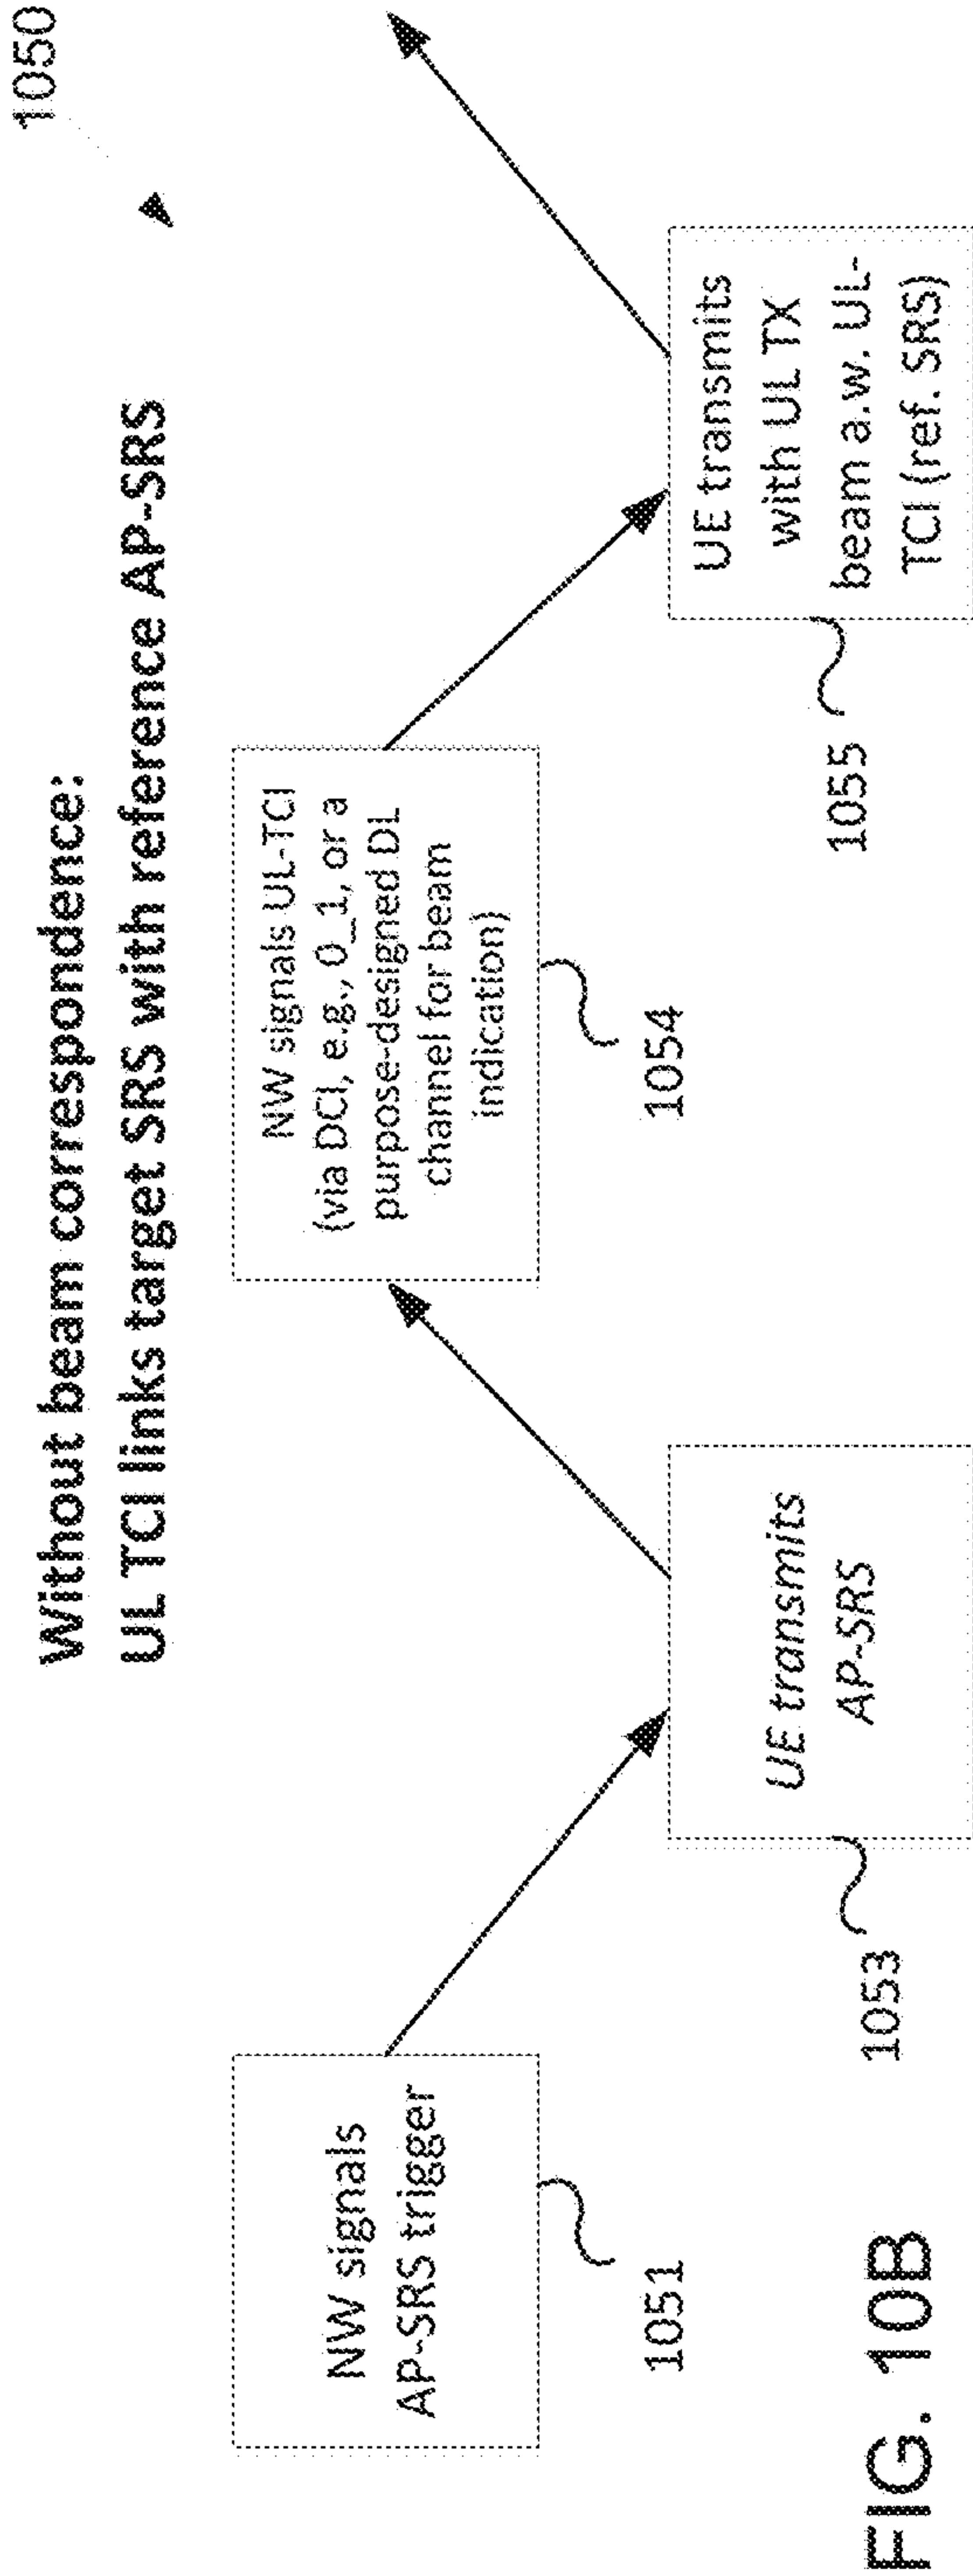 1050
Without beam correspondence:
UL TCI links target SRS with reference AP-SRS
NW signals
AP-SRS trigger
1051
UE transmits
AP-SRS
1053
NW signals UL-TCI
(via DCI, e.g., 0_1, or a
purpose-designed DL
channel for beam
indication)
1054
UE transmits
with UL TX
beam a.w. UL-
TCI (ref. SRS)
1055
FIG. 10B